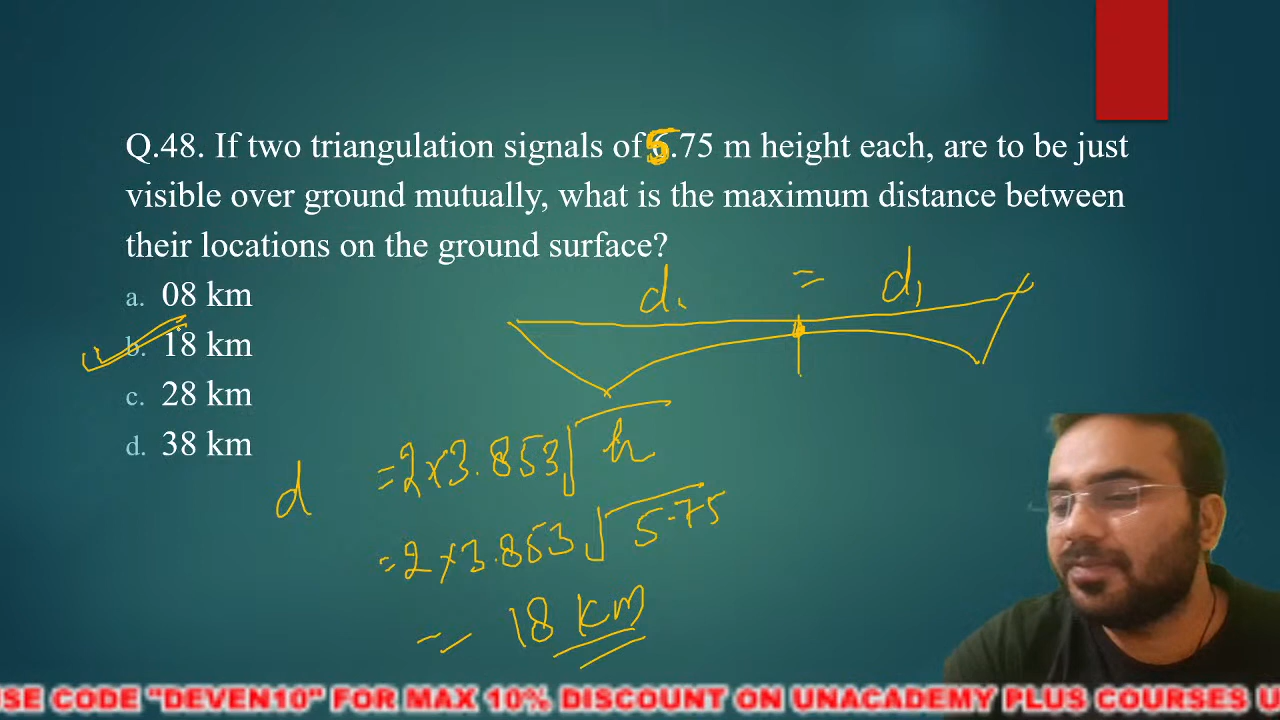 Q.48. If two triangulation signals of 5.75 m height each, are to be just
visible over ground mutually, what is the maximum distance between
their locations on the ground surface?
a. 08 km
b. 18 km
c. 28 km
d. 38 km
d₁ = d₁
d = 2×3.853√h
= 2×3.853√5.75
≈ 18 km
USE CODE "DEVEN10" FOR MAX 10% DISCOUNT ON UNACADEMY PLUS COURSES U